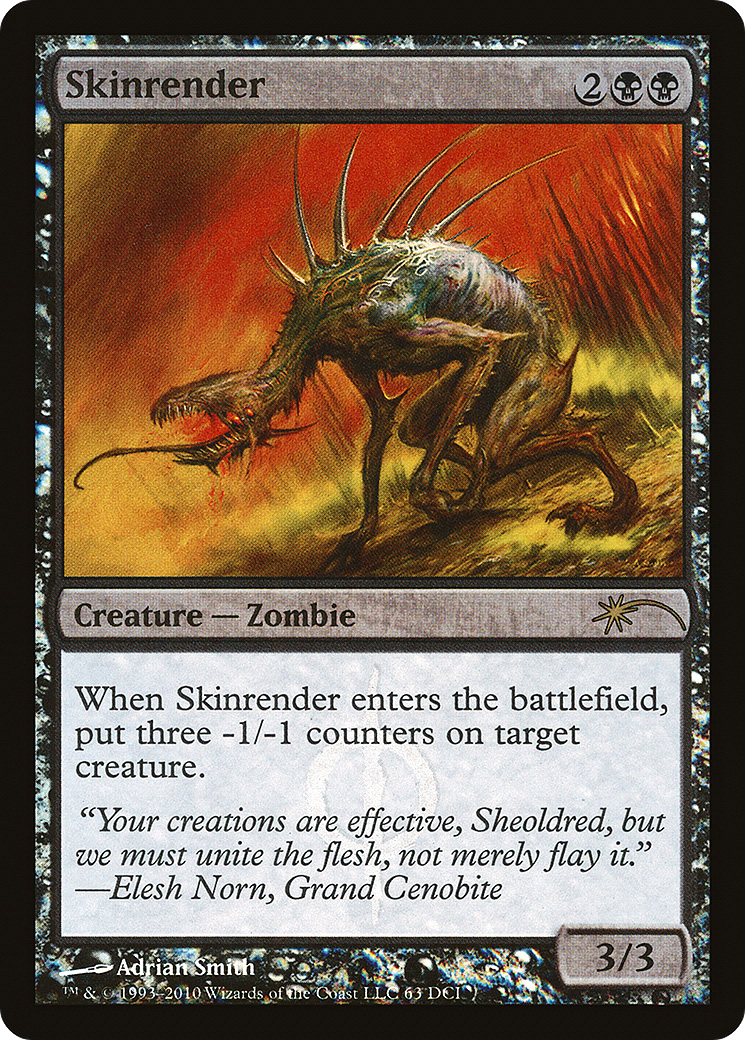 Skinrender 2
Creature — Zombie
When Skinrender enters the battlefield,
put three -1/-1 counters on target
creature.
“Your creations are effective, Sheoldred, but
we must unite the flesh, not merely flay it.”
—Elesh Norn, Grand Cenobite
3/3
Adrian Smith
™ & © 1993–2010 Wizards of the Coast LLC 63 DCI